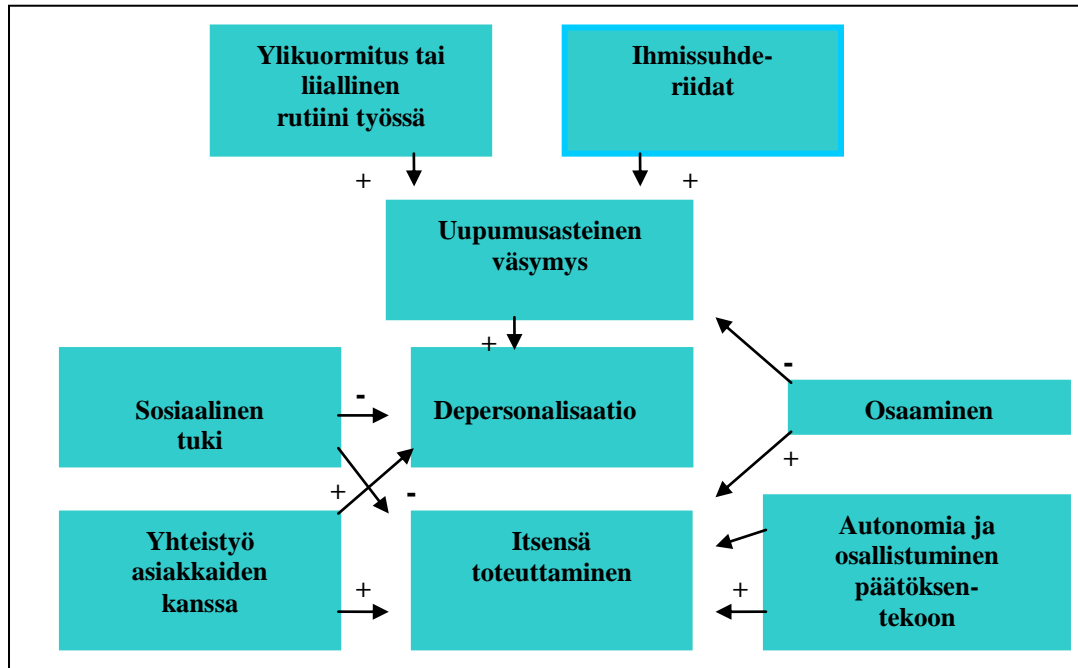 Ylikuormitus tai
liiallinen
rutiini työssä
Ihmissuhde-
riidat
+
+
Uupumusasteinen
väsymys
+
-
-
Sosiaalinen
tuki
Depersonalisaatio
Osaaminen
+
-
+
Yhteistyö
asiakkaiden
kanssa
+
Itsensä
toteuttaminen
+
Autonomia ja
osallistuminen
päätöksen-
tekoon